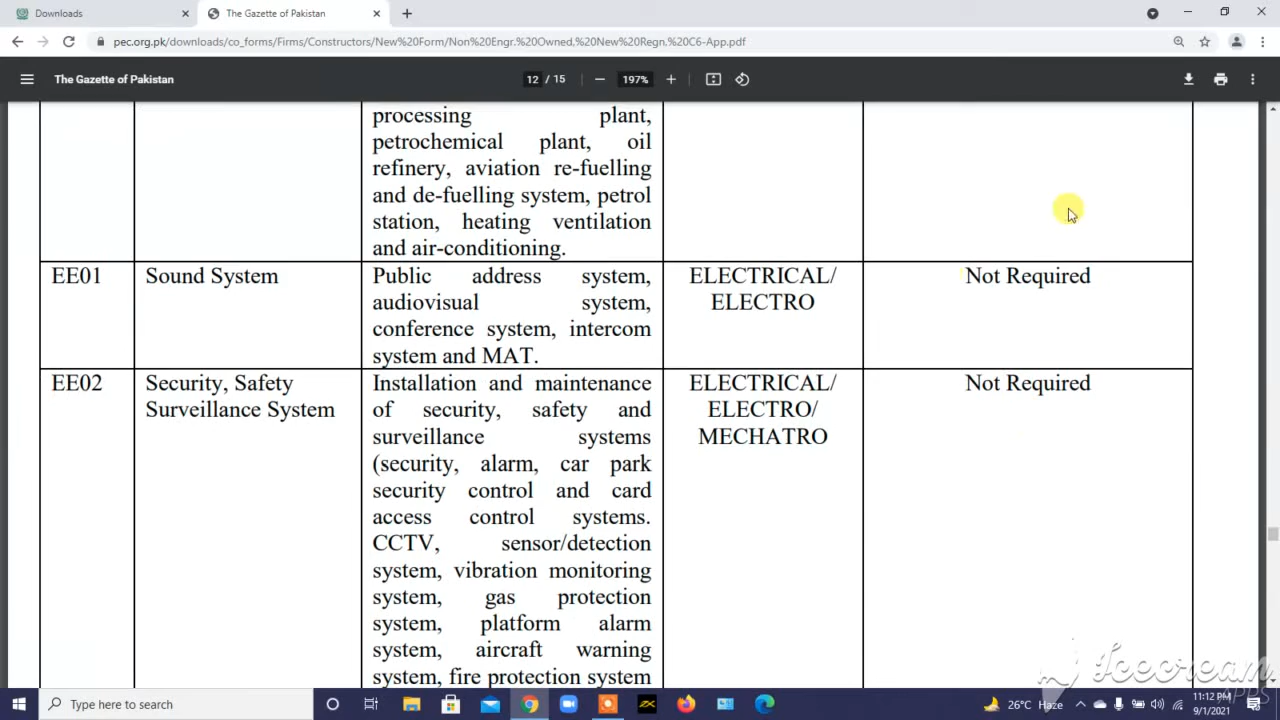 Downloads
The Gazette of Pakistan
pec.org.pk/downloads/co_forms/Firms/Constructors/New%20Form/Non%20Engr.%20Owned,%20New%20Regn,%20C6-App.pdf
The Gazette of Pakistan
12 / 15
197%
processing plant,
petrochemical plant, oil
refinery, aviation re-fuelling
and de-fuelling system, petrol
station, heating ventilation
and air-conditioning.
EE01
Sound System
Public address system,
audiovisual system,
conference system, intercom
system and MAT.
ELECTRICAL/
ELECTRO
Not Required
EE02
Security, Safety
Surveillance System
Installation and maintenance
of security, safety and
surveillance systems
(security, alarm, car park
security control and card
access control systems.
CCTV, sensor/detection
system, vibration monitoring
system, gas protection
system, platform alarm
system, aircraft warning
system, fire protection system
ELECTRICAL/
ELECTRO/
MECHATRO
Not Required
Icecream
APPS
Type here to search
26°C Haze
11:12 PM
9/1/2021